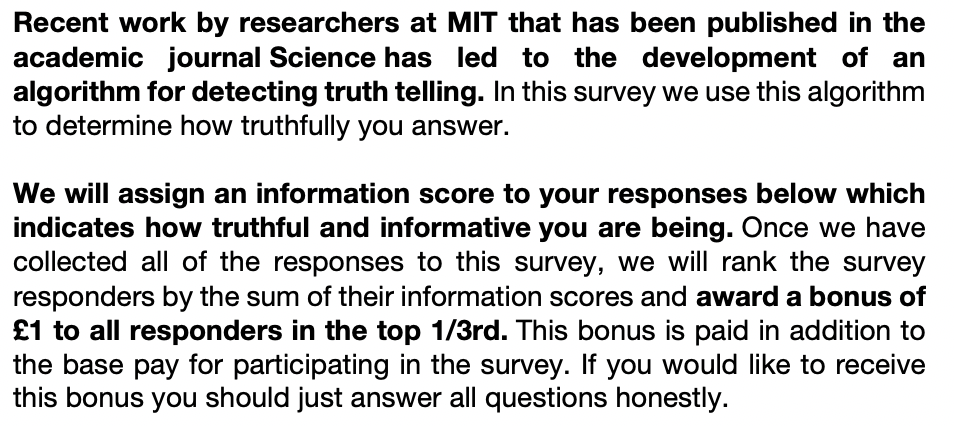 Recent work by researchers at MIT that has been published in the
academic journal Science has led to the development of an
algorithm for detecting truth telling. In this survey we use this algorithm
to determine how truthfully you answer.
We will assign an information score to your responses below which
indicates how truthful and informative you are being. Once we have
collected all of the responses to this survey, we will rank the survey
responders by the sum of their information scores and award a bonus of
£1 to all responders in the top 1/3rd. This bonus is paid in addition to
the base pay for participating in the survey. If you would like to receive
this bonus you should just answer all questions honestly.